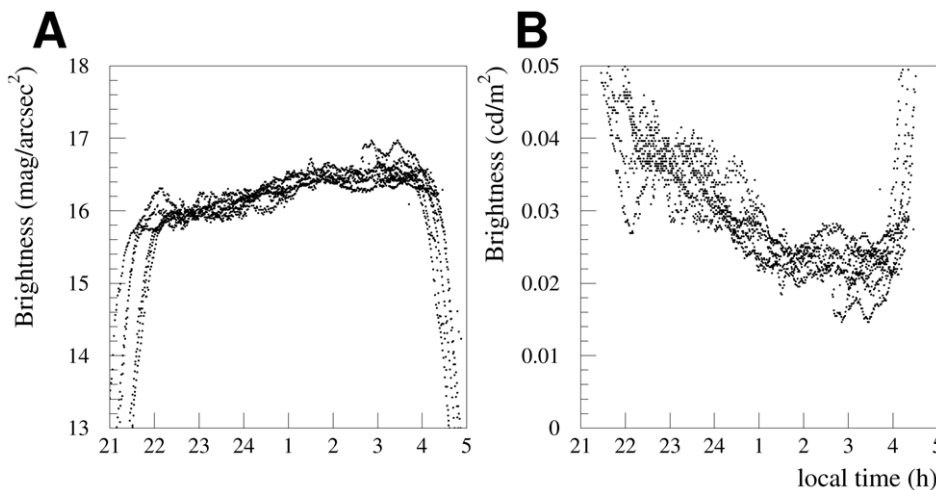 A
B
Brightness (mag/arcsec²)
18
17
16
15
14
13
21 22 23 24 1 2 3 4 5
Brightness (cd/m²)
0.05
0.04
0.03
0.02
0.01
0
21 22 23 24 1 2 3 4 5
local time (h)